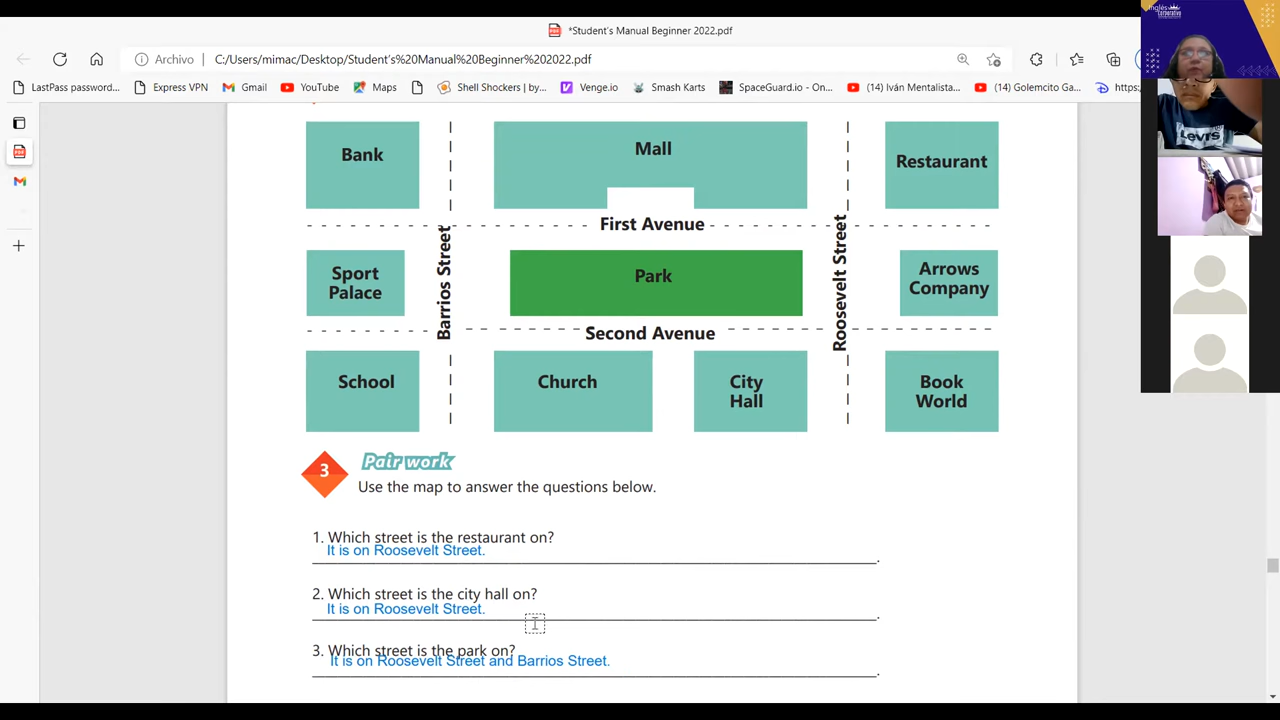 *Student's Manual Beginner 2022.pdf
Archivo C:/Users/mimac/Desktop/Student's%20Manual%20Beginner%202022.pdf
LastPass password... Express VPN Gmail YouTube Maps Shell Shockers | by... Venge.io Smash Karts SpaceGuard.io - On... (14) Iván Mentalista... (14) Golemcito Ga... https:
Inglés
Corporativo
LEVI'S
Bank
Mall
Restaurant
First Avenue
Barrios Street
Roosevelt Street
Sport
Palace
Park
Arrows
Company
Second Avenue
School
Church
City
Hall
Book
World
3 Pair work
Use the map to answer the questions below.
1. Which street is the restaurant on?
It is on Roosevelt Street.
2. Which street is the city hall on?
It is on Roosevelt Street.
3. Which street is the park on?
It is on Roosevelt Street and Barrios Street.